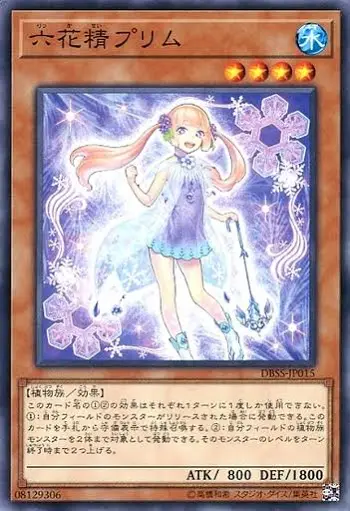 六花精プリム
水
DBSS-JP015
【植物族/効果】
このカード名の①②の効果はそれぞれ1ターンに1度しか使用できない。
①:自分フィールドのモンスターがリリースされた場合に発動できる。この
カードを手札から守備表示で特殊召喚する。②:自分フィールドの植物族
モンスターを2体まで対象として発動できる。そのモンスターのレベルをターン
終了時まで2つ上げる。
ATK/ 800 DEF/1800
08129306
©高橋和希 スタジオ・ダイス/集英社